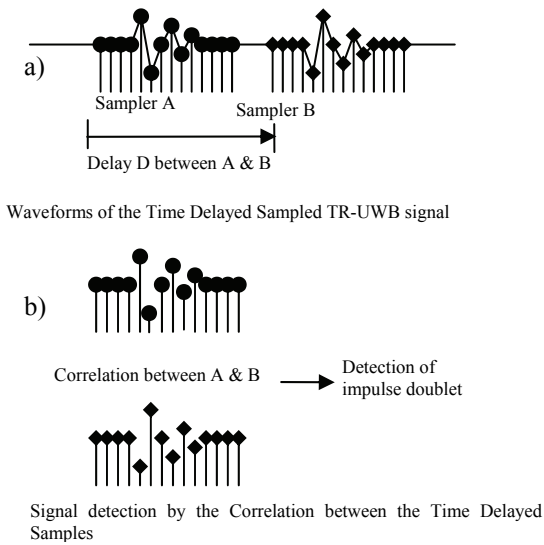 a)
Sampler A
Sampler B
Delay D between A & B
Waveforms of the Time Delayed Sampled TR-UWB signal
b)
Correlation between A & B
Detection of
impulse doublet
Signal detection by the Correlation between the Time Delayed
Samples